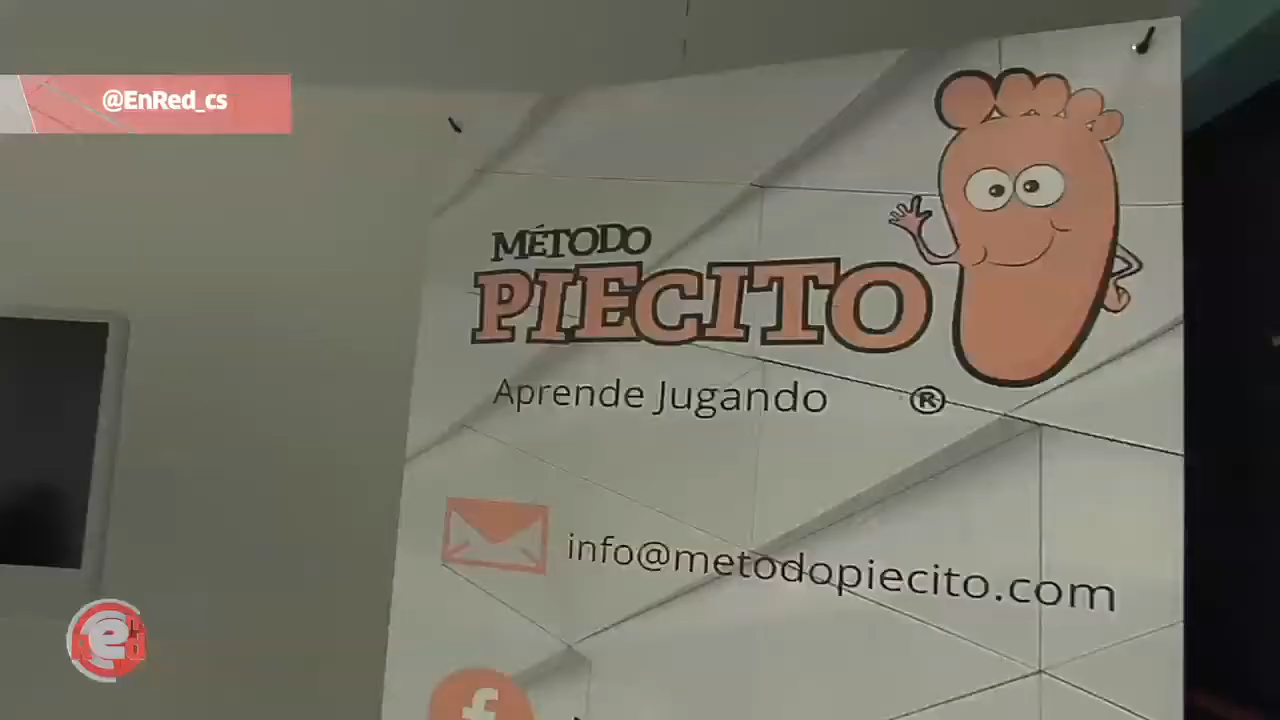 @EnRed_cs
MÉTODO
PIECITO
Aprende Jugando ®
info@metodopiecito.com
f